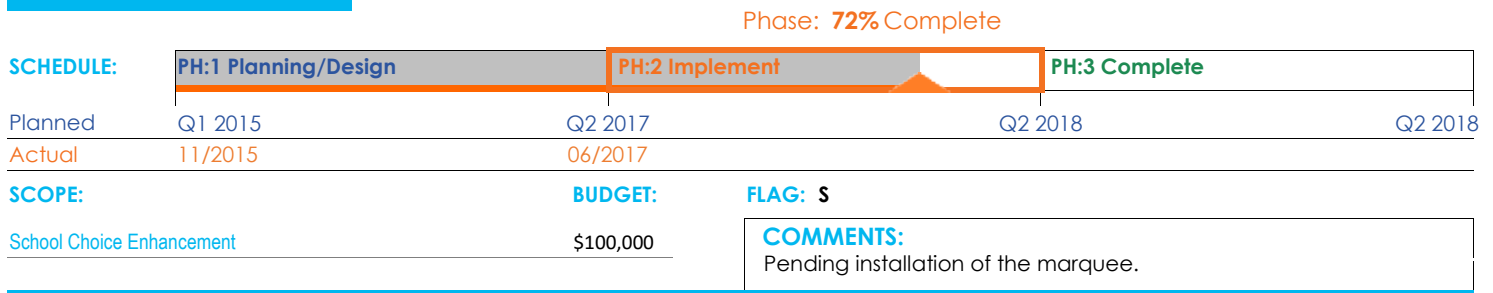 Phase: 72% Complete
SCHEDULE: PH:1 Planning/Design PH:2 Implement PH:3 Complete
Planned Q1 2015 Q2 2017 Q2 2018 Q2 2018
Actual 11/2015 06/2017
SCOPE: BUDGET: FLAG: S
School Choice Enhancement $100,000
COMMENTS:
Pending installation of the marquee.